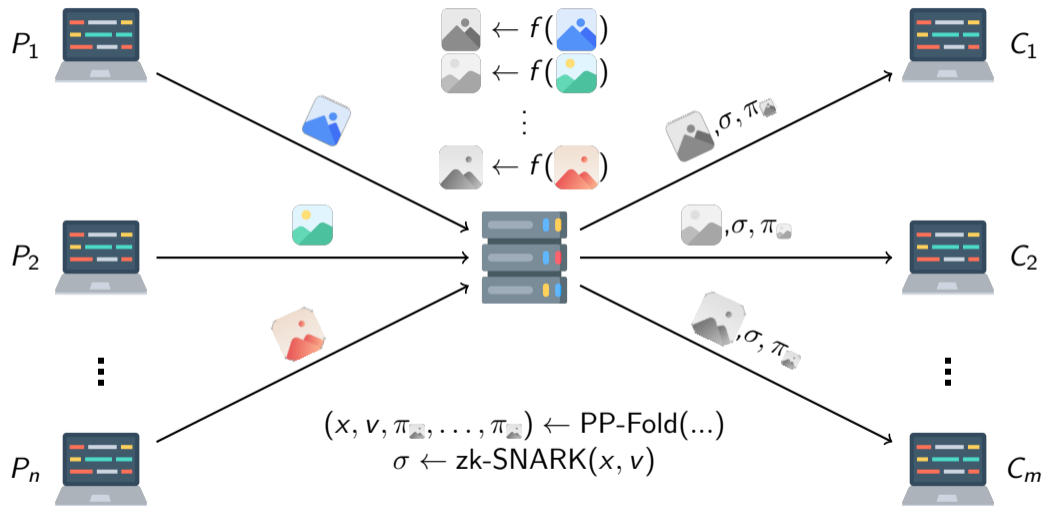 P₁
← f( )
C₁
← f( )
⋮
,σ, π
← f( )
P₂
,σ, π
C₂
,σ, π
⋮
⋮
(x, v, π , . . . , π ) ← PP-Fold(...)
σ ← zk-SNARK(x, v)
Pₙ
Cₘ